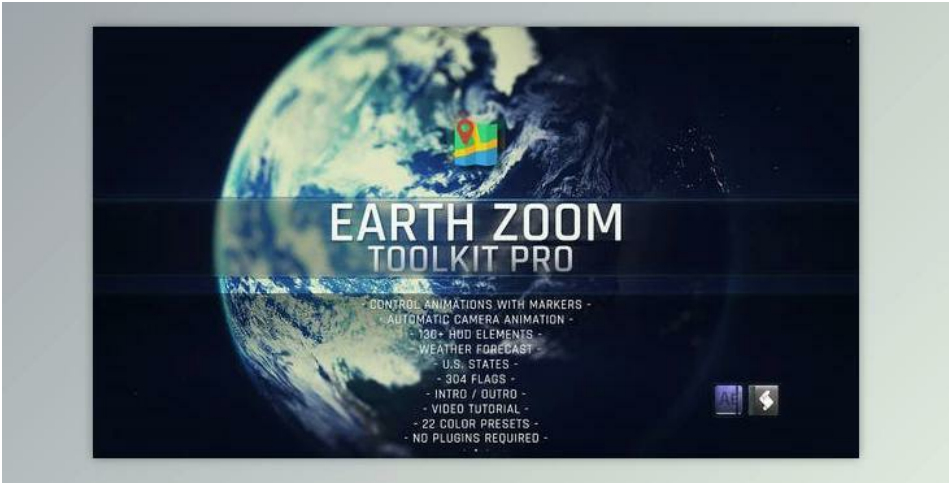 EARTH ZOOM
TOOLKIT PRO
- CONTROL ANIMATIONS WITH MARKERS -
- AUTOMATIC CAMERA ANIMATION -
- 130+ HUD ELEMENTS -
- WEATHER FORECAST -
- U.S. STATES -
- 304 FLAGS -
- INTRO / OUTRO -
- VIDEO TUTORIAL -
- 22 COLOR PRESETS -
- NO PLUGINS REQUIRED -
AE